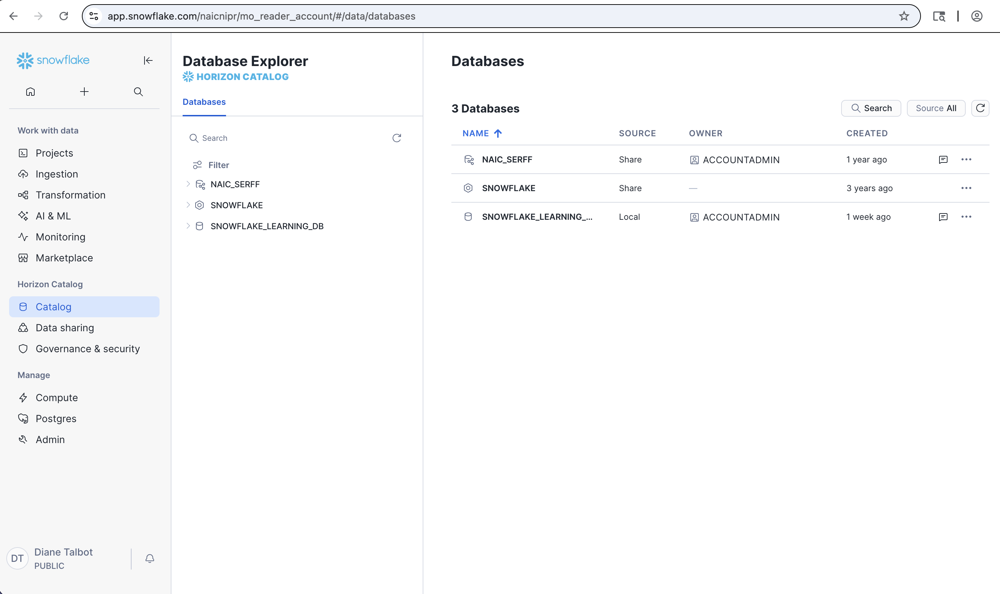 app.snowflake.com/naicnipr/mo_reader_account/#/data/databases
snowflake
Work with data
Projects
Ingestion
Transformation
AI & ML
Monitoring
Marketplace
Horizon Catalog
Catalog
Data sharing
Governance & security
Manage
Compute
Postgres
Admin
DT
Diane Talbot
PUBLIC
Database Explorer
HORIZON CATALOG
Databases
Search
Filter
NAIC_SERFF
SNOWFLAKE
SNOWFLAKE_LEARNING_DB
Databases
3 Databases
Search
Source All
NAME SOURCE OWNER CREATED
NAIC_SERFF Share ACCOUNTADMIN 1 year ago
SNOWFLAKE Share — 3 years ago
SNOWFLAKE_LEARNING_... Local ACCOUNTADMIN 1 week ago